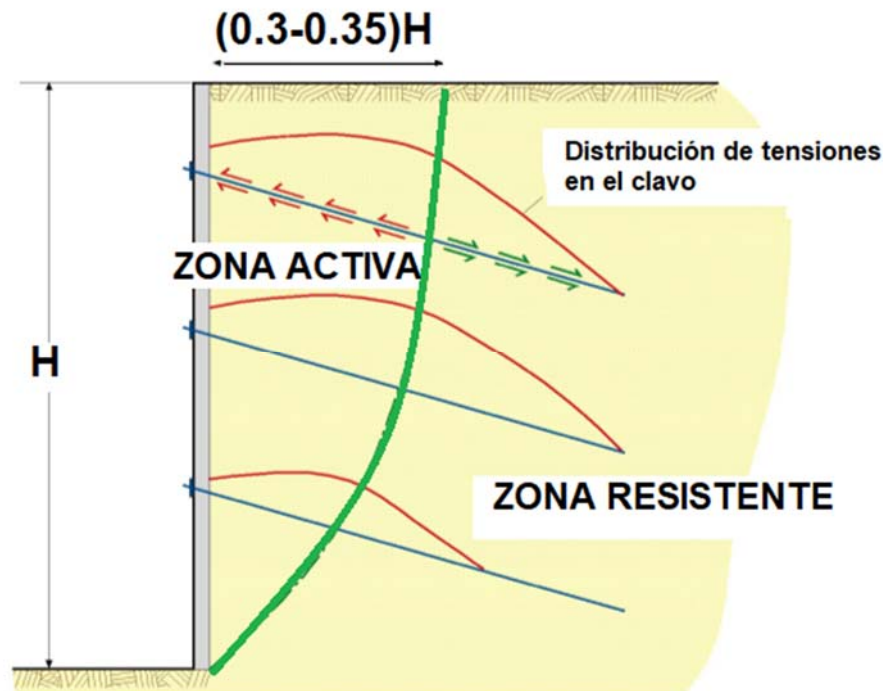 (0.3-0.35)H
Distribución de tensiones
en el clavo
ZONA ACTIVA
H
ZONA RESISTENTE